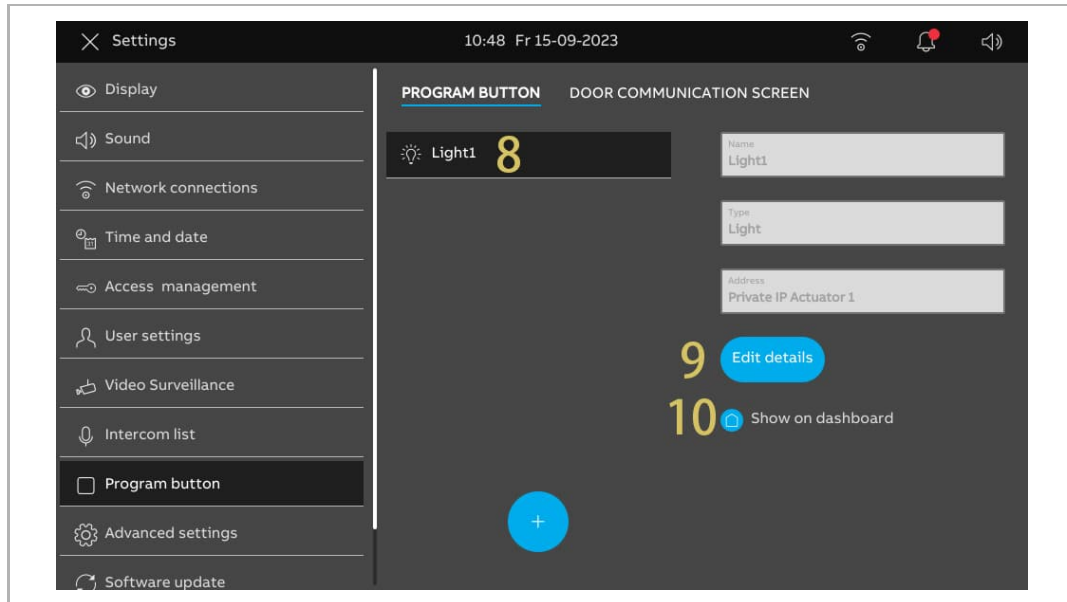 Settings
10:48 Fr 15-09-2023
Display
Sound
Network connections
31
Time and date
Access management
User settings
Video Surveillance
Intercom list
Program button
Advanced settings
Software update
PROGRAM BUTTON DOOR COMMUNICATION SCREEN
Light1 8
Name
Light1
Type
Light
Address
Private IP Actuator 1
9 Edit details
10 Show on dashboard
+